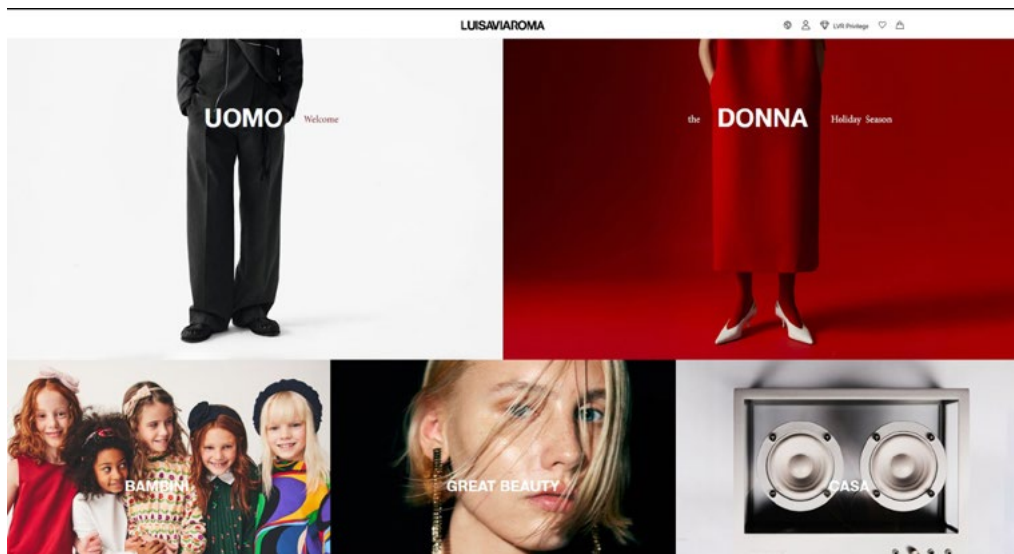 LUISAVIAROMA
LVR Privilege
UOMO Welcome
the DONNA Holiday Season
BAMBINI
GREAT BEAUTY
CASA